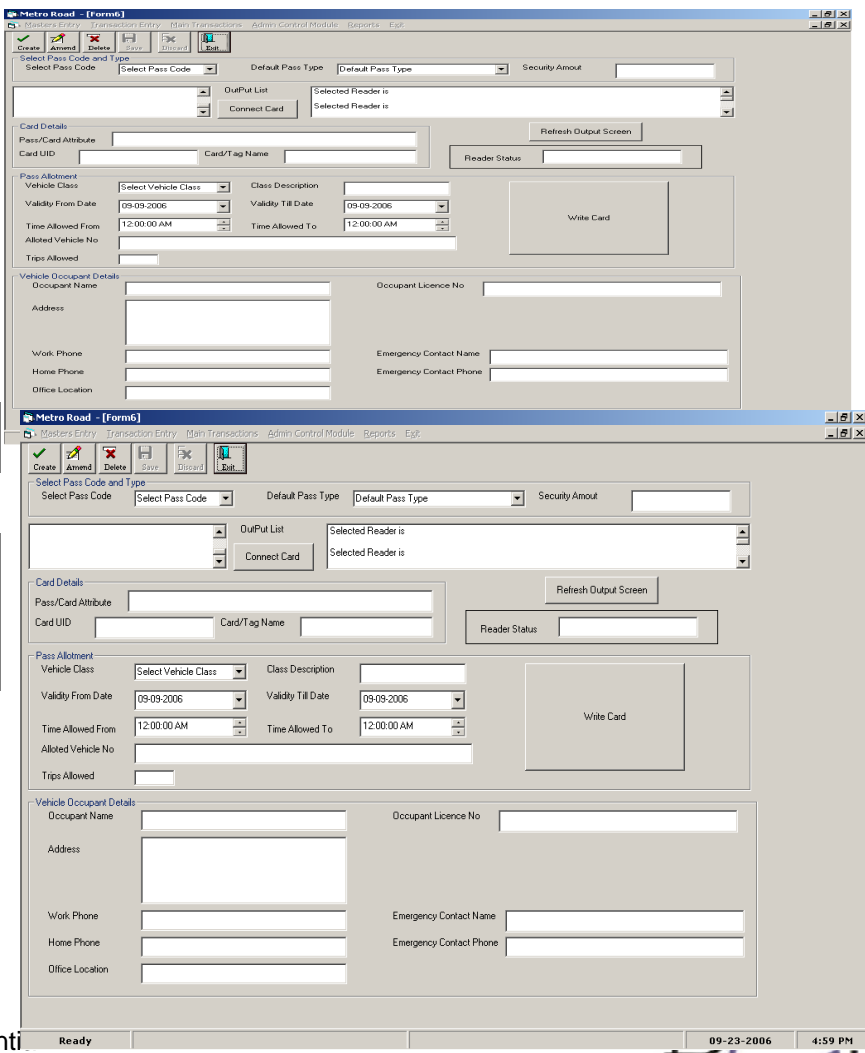 Metro Road - [Form6]
Masters Entry Transaction Entry Main Transactions Admin Control Module Reports Exit
Create Amend Delete Save Discard Exit
Select Pass Code and Type
Select Pass Code Select Pass Code Default Pass Type Default Pass Type Security Amout
OutPut List Selected Reader is
Connect Card Selected Reader is
Card Details
Refresh Output Screen
Pass/Card Attribute
Card UID Card/Tag Name Reader Status
Pass Allotment
Vehicle Class Select Vehicle Class Class Description
Validity From Date 09-09-2006 Validity Till Date 09-09-2006
Write Card
Time Allowed From 12:00:00 AM Time Allowed To 12:00:00 AM
Alloted Vehicle No
Trips Allowed
Vehicle Occupant Details
Occupant Name Occupant Licence No
Address
Work Phone Emergency Contact Name
Home Phone Emergency Contact Phone
Office Location
Metro Road - [Form6]
Masters Entry Transaction Entry Main Transactions Admin Control Module Reports Exit
Create Amend Delete Save Discard Exit
Select Pass Code and Type
Select Pass Code Select Pass Code Default Pass Type Default Pass Type Security Amout
OutPut List Selected Reader is
Connect Card Selected Reader is
Card Details
Refresh Output Screen
Pass/Card Attribute
Card UID Card/Tag Name Reader Status
Pass Allotment
Vehicle Class Select Vehicle Class Class Description
Validity From Date 09-09-2006 Validity Till Date 09-09-2006
Write Card
Time Allowed From 12:00:00 AM Time Allowed To 12:00:00 AM
Alloted Vehicle No
Trips Allowed
Vehicle Occupant Details
Occupant Name Occupant Licence No
Address
Work Phone Emergency Contact Name
Home Phone Emergency Contact Phone
Office Location
Ready 09-23-2006 4:59 PM